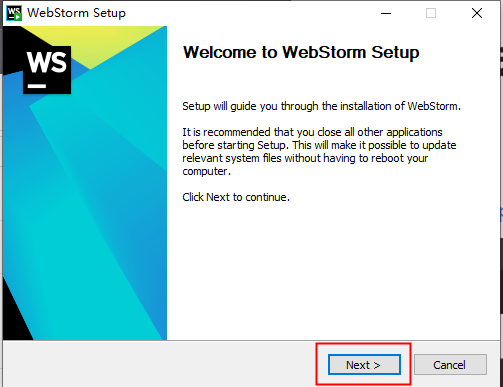 WS WebStorm Setup
WS
Welcome to WebStorm Setup
Setup will guide you through the installation of WebStorm.
It is recommended that you close all other applications
before starting Setup. This will make it possible to update
relevant system files without having to reboot your
computer.
Click Next to continue.
Next >
Cancel